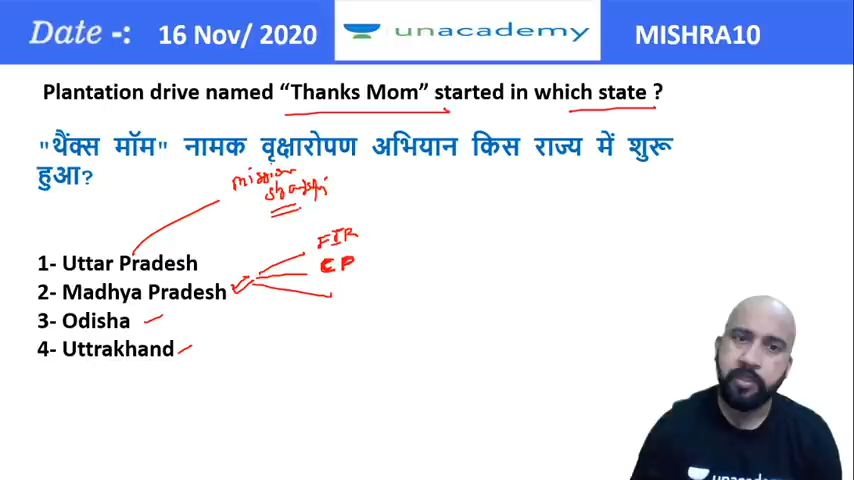 Date -: 16 Nov/ 2020 unacademy MISHRA10
Plantation drive named “Thanks Mom” started in which state ?
"थैंक्स मॉम" नामक वृक्षारोपण अभियान किस राज्य में शुरू
हुआ?
mission
FIR
1- Uttar Pradesh
CP
2- Madhya Pradesh
3- Odisha
4- Uttrakhand
unacademy